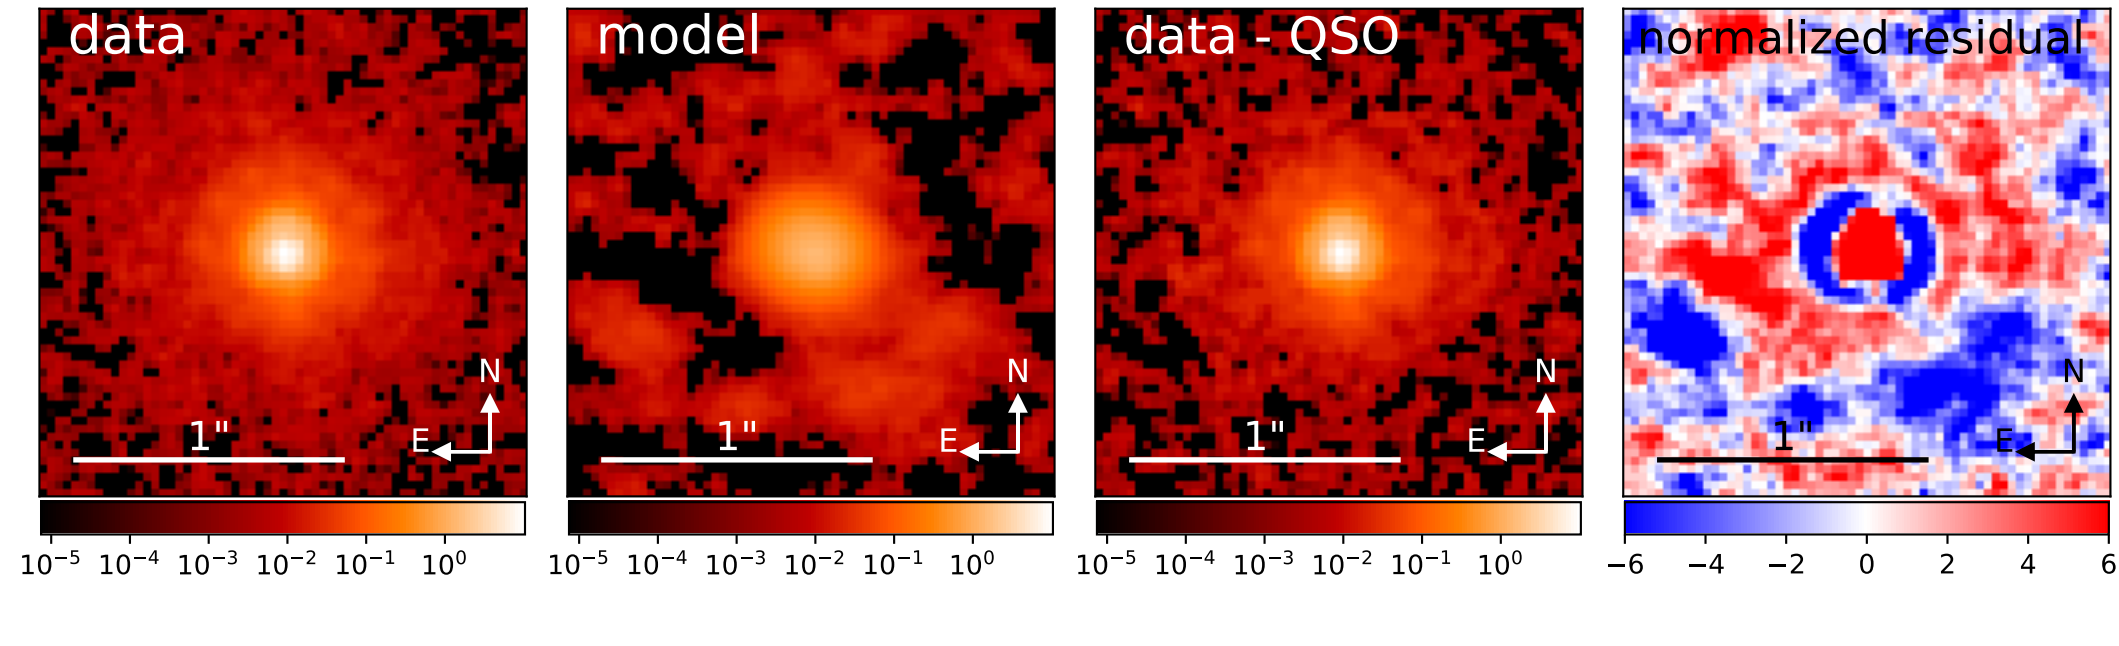 data model data - QSO normalized residual
N N N N
1" E 1" E 1" E 1" E
10⁻⁵ 10⁻⁴ 10⁻³ 10⁻² 10⁻¹ 10⁰ 10⁻⁵ 10⁻⁴ 10⁻³ 10⁻² 10⁻¹ 10⁰ 10⁻⁵ 10⁻⁴ 10⁻³ 10⁻² 10⁻¹ 10⁰ −6 −4 −2 0 2 4 6